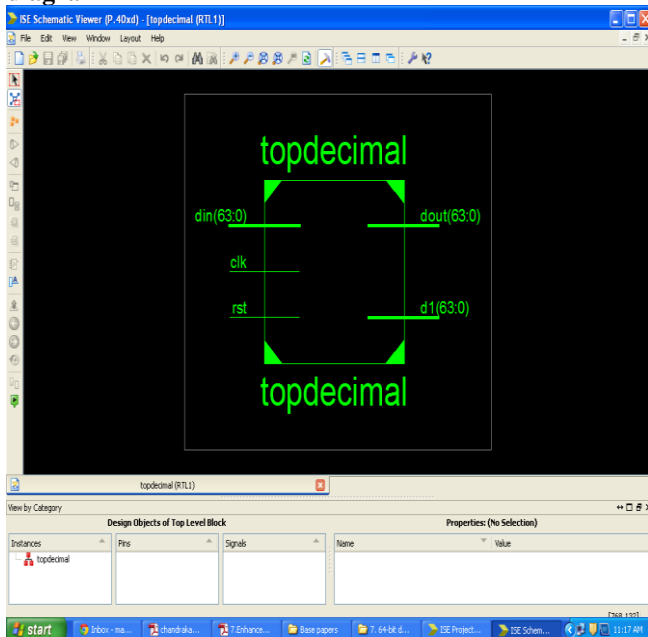 ISE Schematic Viewer (P.40xd) - [topdecimal (RTL1)]
File Edit View Window Layout Help
topdecimal
din(63:0) dout(63:0)
clk
rst d1(63:0)
topdecimal
topdecimal (RTL1)
View by Category
Design Objects of Top Level Block Properties: (No Selection)
Instances Pins Signals Name Value
topdecimal
[768,132]
start Inbox - ma... chandraka... 7.Enhance... Base papers 7. 64-bit d... ISE Project... ISE Schem... 11:17 AM